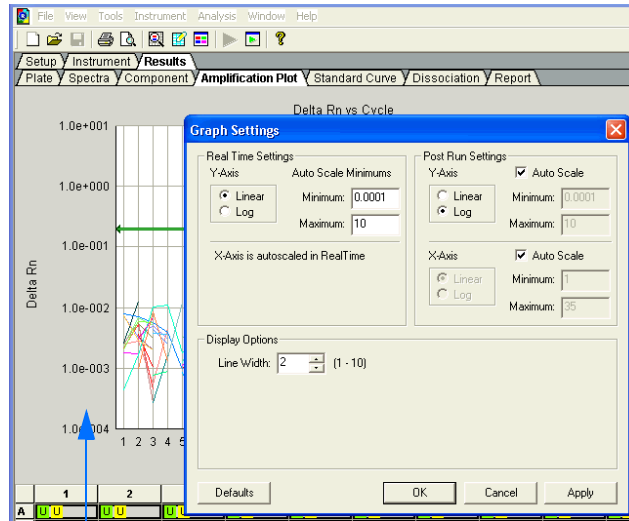 File View Tools Instrument Analysis Window Help
Setup Instrument Results
Plate Spectra Component Amplification Plot Standard Curve Dissociation Report
Delta Rn vs Cycle
1.0e+001
1.0e+000
1.0e-001
1.0e-002
1.0e-003
1.0e-004
Delta Rn
1 2 3 4 5
Graph Settings
Real Time Settings
Y-Axis Auto Scale Minimums
Linear Minimum: 0.0001
Log Maximum: 10
X-Axis is autoscaled in RealTime
Post Run Settings
Y-Axis Auto Scale
Linear Minimum: 0.0001
Log Maximum: 10
X-Axis Auto Scale
Linear Minimum: 1
Log Maximum: 35
Display Options
Line Width: 2 (1 - 10)
Defaults OK Cancel Apply
1 2
A U U U U U U